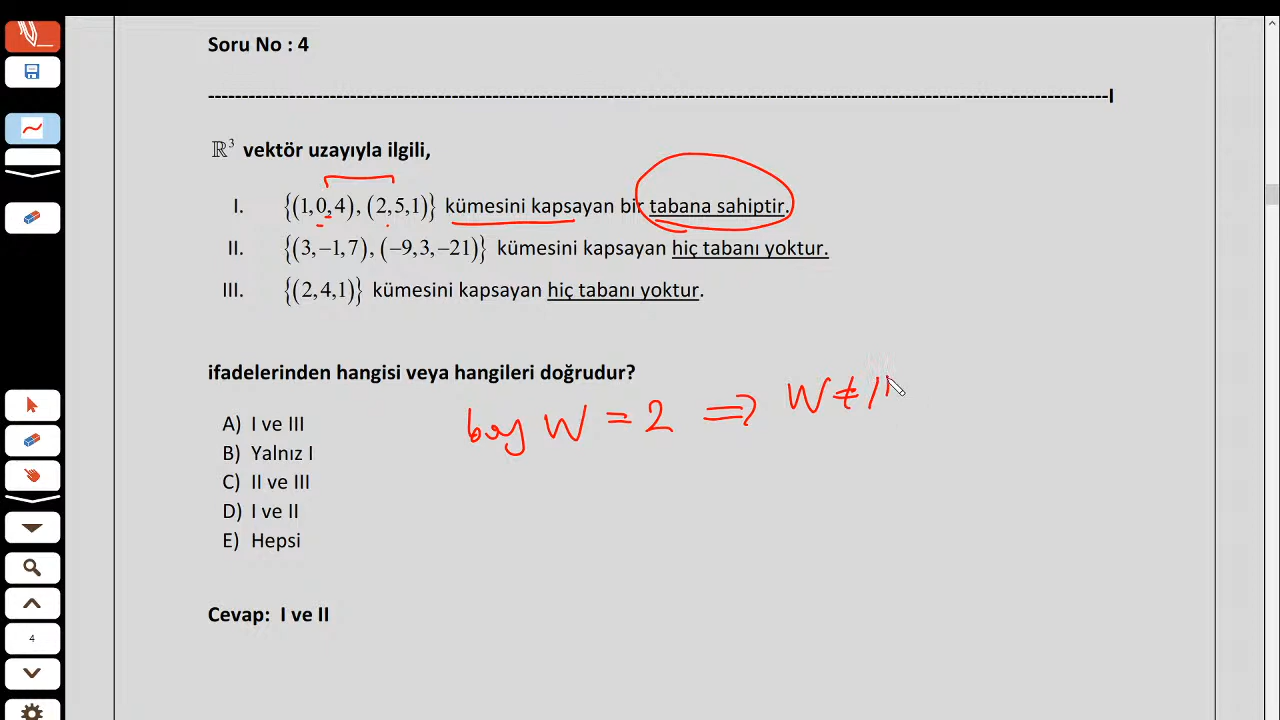 Soru No : 4
ℝ³ vektör uzayıyla ilgili,
I. {(1,0,4),(2,5,1)} kümesini kapsayan bir tabana sahiptir.
II. {(3,−1,7),(−9,3,−21)} kümesini kapsayan hiç tabanı yoktur.
III. {(2,4,1)} kümesini kapsayan hiç tabanı yoktur.
ifadelerinden hangisi veya hangileri doğrudur?
boy W = 2 ⇒ W ≠
A) I ve III
B) Yalnız I
C) II ve III
D) I ve II
E) Hepsi
Cevap: I ve II
4